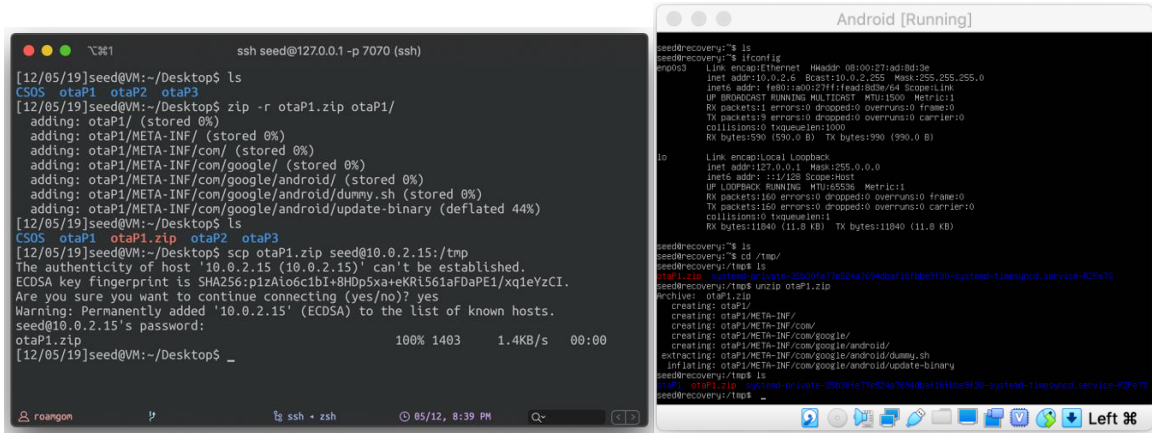 ⌥⌘1 ssh seed@127.0.0.1 -p 7070 (ssh)
[12/05/19]seed@VM:~/Desktop$ ls
CSOS otaP1 otaP2 otaP3
[12/05/19]seed@VM:~/Desktop$ zip -r otaP1.zip otaP1/
adding: otaP1/ (stored 0%)
adding: otaP1/META-INF/ (stored 0%)
adding: otaP1/META-INF/com/ (stored 0%)
adding: otaP1/META-INF/com/google/ (stored 0%)
adding: otaP1/META-INF/com/google/android/ (stored 0%)
adding: otaP1/META-INF/com/google/android/dummy.sh (stored 0%)
adding: otaP1/META-INF/com/google/android/update-binary (deflated 44%)
[12/05/19]seed@VM:~/Desktop$ ls
CSOS otaP1 otaP1.zip otaP2 otaP3
[12/05/19]seed@VM:~/Desktop$ scp otaP1.zip seed@10.0.2.15:/tmp
The authenticity of host '10.0.2.15 (10.0.2.15)' can't be established.
ECDSA key fingerprint is SHA256:p1zAio6c1bI+8HDp5xa+eKRi561aFDaPE1/xq1eYzCI.
Are you sure you want to continue connecting (yes/no)? yes
Warning: Permanently added '10.0.2.15' (ECDSA) to the list of known hosts.
seed@10.0.2.15's password:
otaP1.zip 100% 1403 1.4KB/s 00:00
[12/05/19]seed@VM:~/Desktop$ _
roamgom ssh ◂ zsh 05/12, 8:39 PM
Android [Running]
seed@recovery:~$ ls
seed@recovery:~$ ifconfig
enp0s3 Link encap:Ethernet HWaddr 08:00:27:ad:8d:3e
inet addr:10.0.2.6 Bcast:10.0.2.255 Mask:255.255.255.0
inet6 addr: fe80::a00:27ff:fead:8d3e/64 Scope:Link
UP BROADCAST RUNNING MULTICAST MTU:1500 Metric:1
RX packets:1 errors:0 dropped:0 overruns:0 frame:0
TX packets:9 errors:0 dropped:0 overruns:0 carrier:0
collisions:0 txqueuelen:1000
RX bytes:590 (590.0 B) TX bytes:990 (990.0 B)
lo Link encap:Local Loopback
inet addr:127.0.0.1 Mask:255.0.0.0
inet6 addr: ::1/128 Scope:Host
UP LOOPBACK RUNNING MTU:65536 Metric:1
RX packets:160 errors:0 dropped:0 overruns:0 frame:0
TX packets:160 errors:0 dropped:0 overruns:0 carrier:0
collisions:0 txqueuelen:1
RX bytes:11840 (11.8 KB) TX bytes:11840 (11.8 KB)
seed@recovery:~$ ls
seed@recovery:~$ cd /tmp/
seed@recovery:/tmp$ ls
otaP1.zip
seed@recovery:/tmp$ unzip otaP1.zip
Archive: otaP1.zip
creating: otaP1/
creating: otaP1/META-INF/
creating: otaP1/META-INF/com/
creating: otaP1/META-INF/com/google/
creating: otaP1/META-INF/com/google/android/
extracting: otaP1/META-INF/com/google/android/dummy.sh
inflating: otaP1/META-INF/com/google/android/update-binary
seed@recovery:/tmp$ ls
otaP1 otaP1.zip
seed@recovery:/tmp$ _
Left ⌘